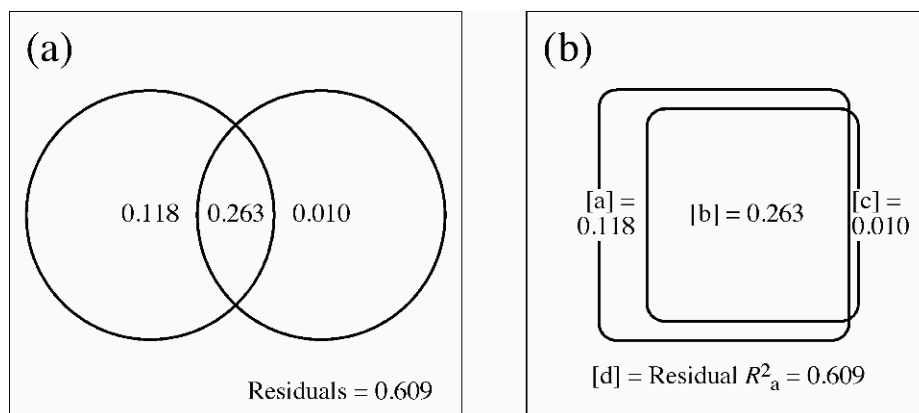 (a)
0.118 0.263 0.010
Residuals = 0.609
(b)
[a] =
0.118
[b] = 0.263
[c] =
0.010
[d] = Residual R²ₐ = 0.609